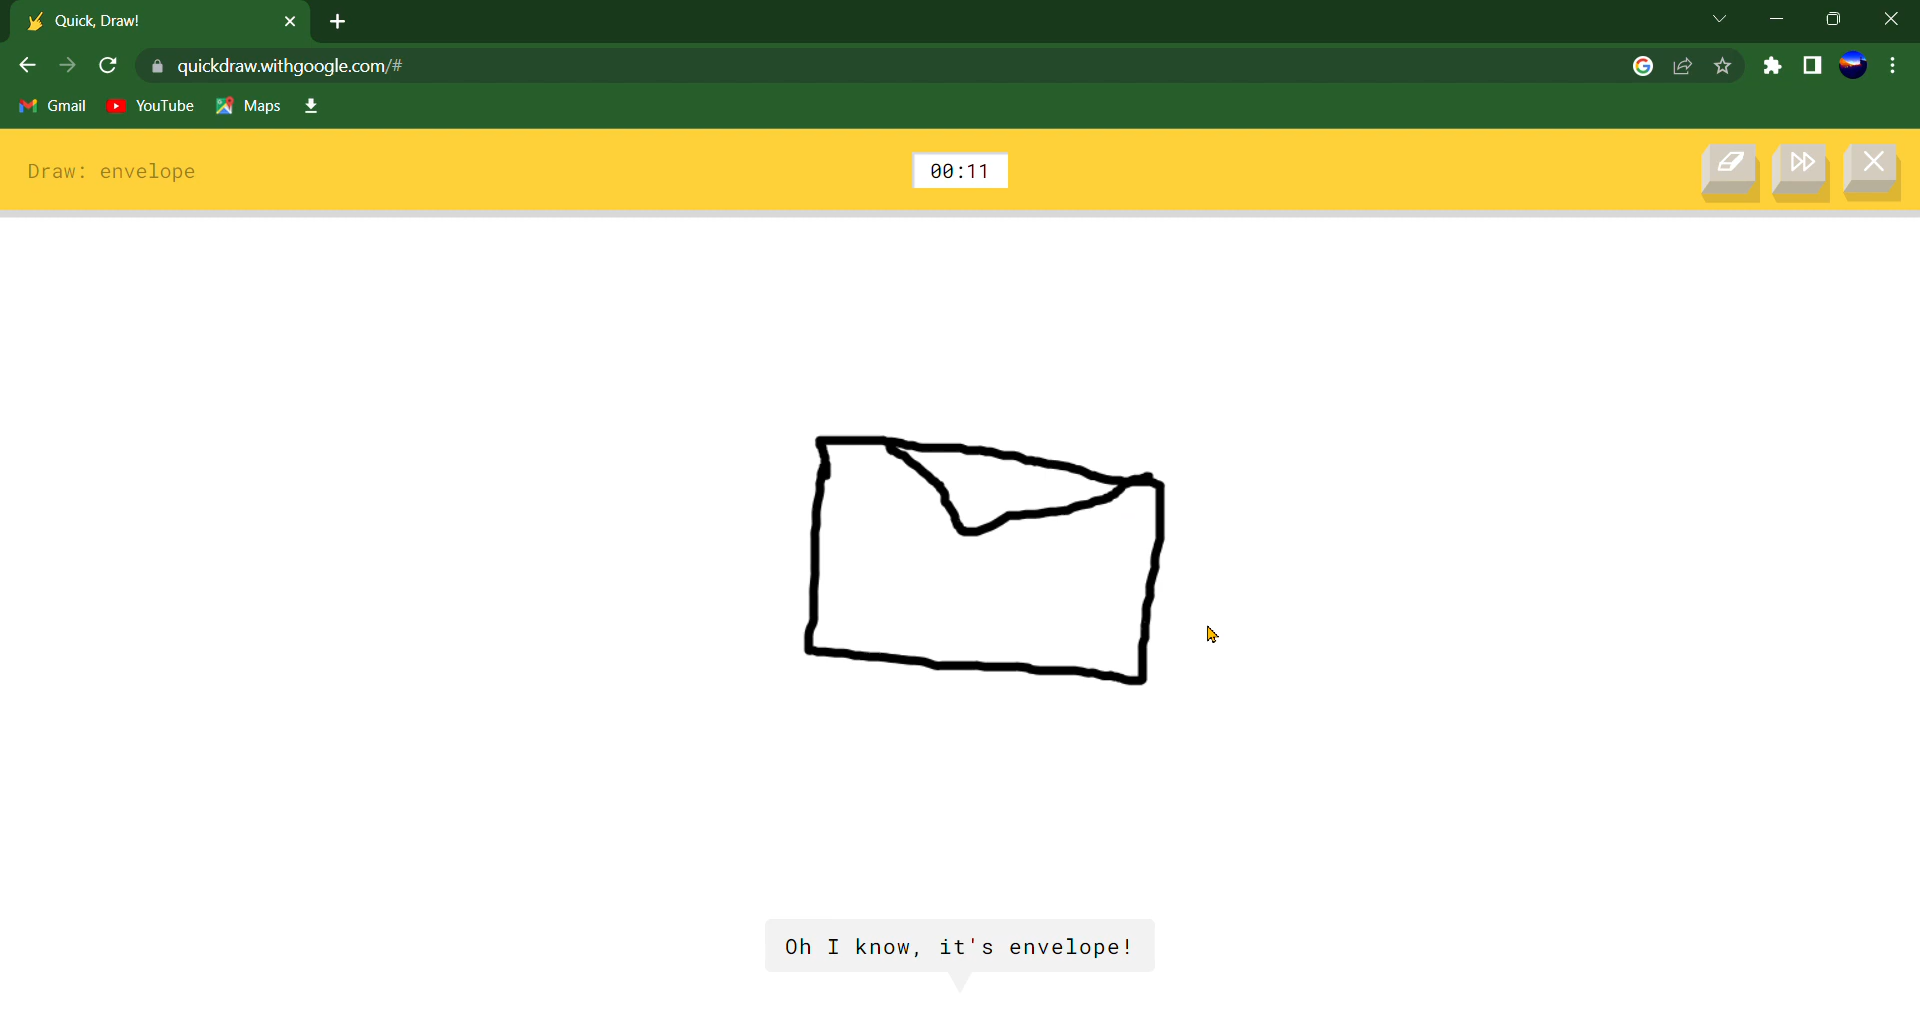 Quick, Draw!
quickdraw.withgoogle.com/#
Gmail YouTube Maps
Draw: envelope 00:11
Oh I know, it's envelope!